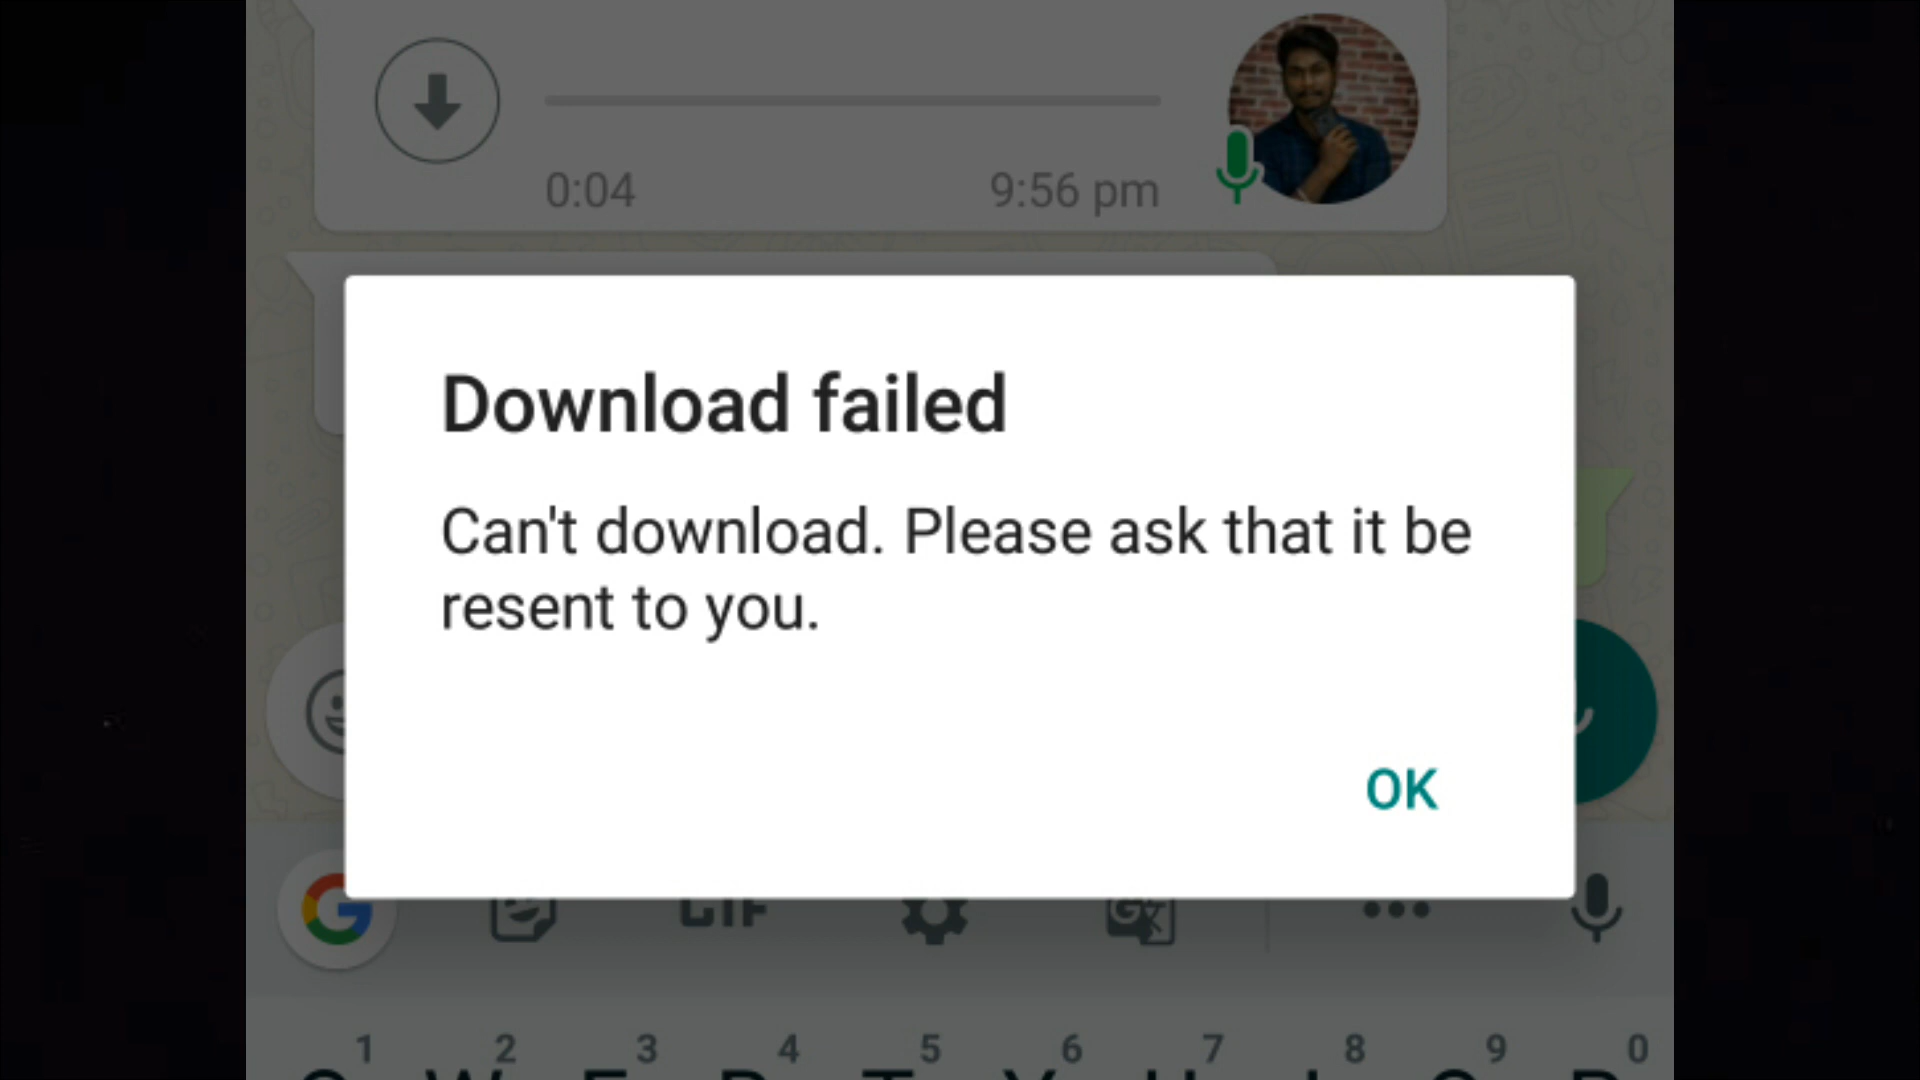 0:04 9:56 pm
Download failed
Can't download. Please ask that it be
resent to you.
OK
GIF
1 2 3 4 5 6 7 8 9 0